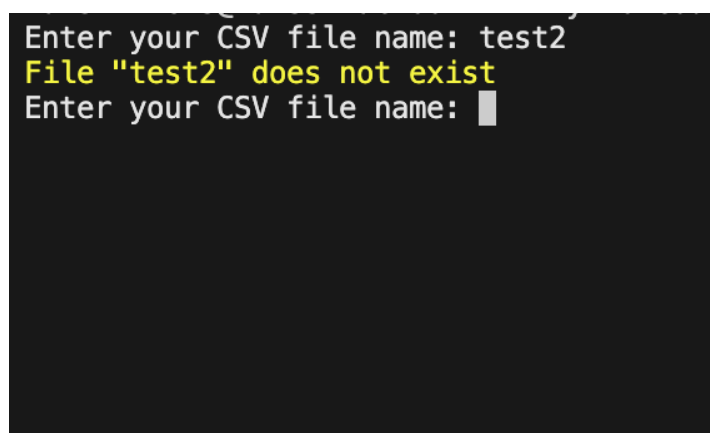 Enter your CSV file name: test2
File "test2" does not exist
Enter your CSV file name: